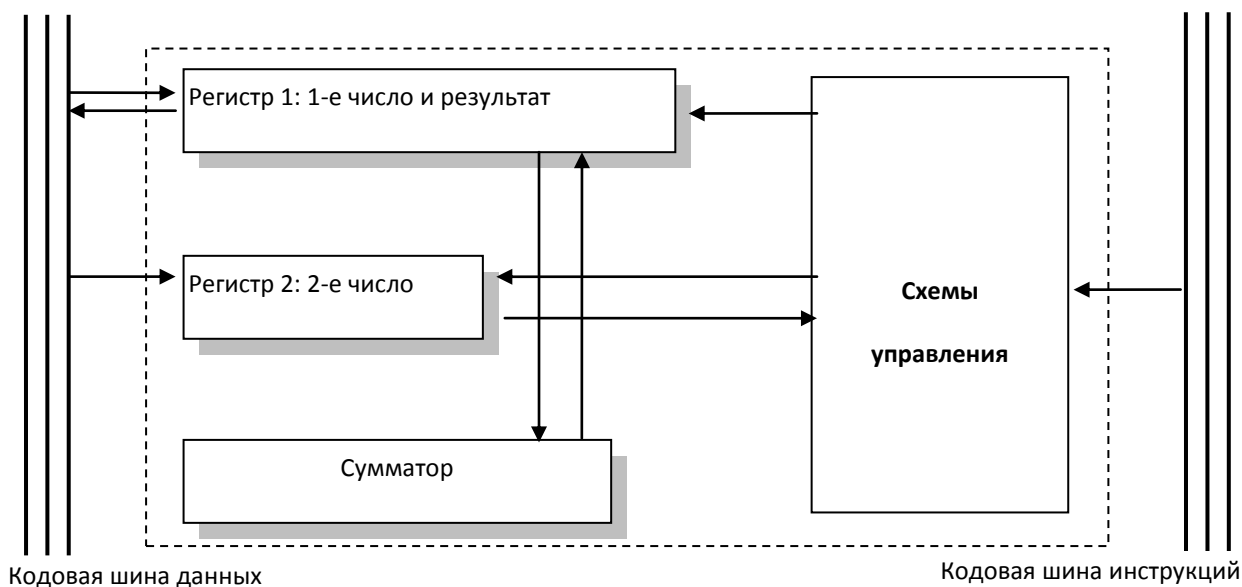 Регистр 1: 1-е число и результат
Регистр 2: 2-е число
Схемы
управления
Сумматор
Кодовая шина данных
Кодовая шина инструкций